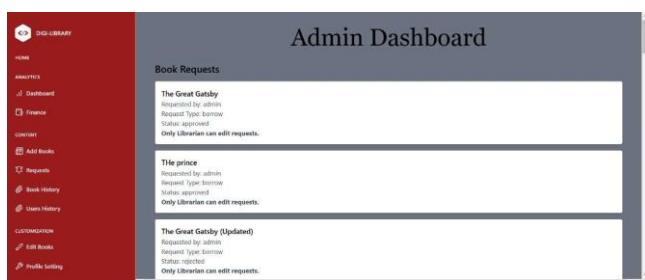 DIGI-LIBRARY
HOME
ANALYTICS
Dashboard
Finance
CONTENT
Add Books
Requests
Book History
Users History
CUSTOMIZATION
Edit Books
Profile Setting
Admin Dashboard
Book Requests
The Great Gatsby
Requested by: admin
Request Type: borrow
Status: approved
Only Librarian can edit requests.
THe prince
Requested by: admin
Request Type: borrow
Status: approved
Only Librarian can edit requests.
The Great Gatsby (Updated)
Requested by: admin
Request Type: borrow
Status: rejected
Only Librarian can edit requests.